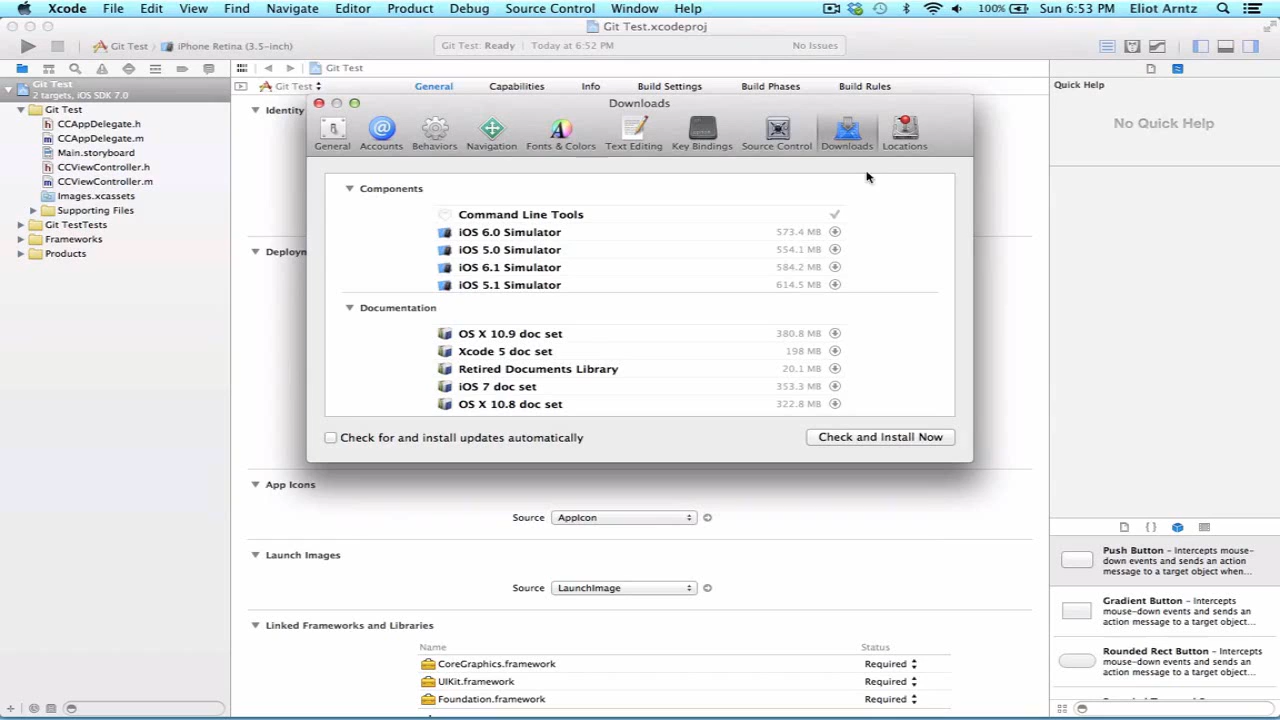 Xcode File Edit View Find Navigate Editor Product Debug Source Control Window Help 100% Sun 6:53 PM Eliot Arntz
Git Test.xcodeproj
Git Test iPhone Retina (3.5-inch) Git Test: Ready Today at 6:52 PM No Issues
Git Test
2 targets, iOS SDK 7.0
Git Test
CCAppDelegate.h
CCAppDelegate.m
Main.storyboard
CCViewController.h
CCViewController.m
Images.xcassets
Supporting Files
Git TestTests
Frameworks
Products
Git Test
Git Test General Capabilities Info Build Settings Build Phases Build Rules
Identity
Deploym
Downloads
General Accounts Behaviors Navigation Fonts & Colors Text Editing Key Bindings Source Control Downloads Locations
Components
Command Line Tools
iOS 6.0 Simulator 573.4 MB
iOS 5.0 Simulator 554.1 MB
iOS 6.1 Simulator 584.2 MB
iOS 5.1 Simulator 614.5 MB
Documentation
OS X 10.9 doc set 380.8 MB
Xcode 5 doc set 198 MB
Retired Documents Library 20.1 MB
iOS 7 doc set 353.3 MB
OS X 10.8 doc set 322.8 MB
Check for and install updates automatically Check and Install Now
App Icons
Source AppIcon
Launch Images
Source LaunchImage
Linked Frameworks and Libraries
Name Status
CoreGraphics.framework Required
UIKit.framework Required
Foundation.framework Required
Quick Help
No Quick Help
{ }
Push Button – Intercepts mouse-
down events and sends an action
message to a target object when...
Gradient Button – Intercepts
mouse-down events and sends an
action message to a target object...
Rounded Rect Button – Intercepts
mouse-down events and sends an
action message to a target object...